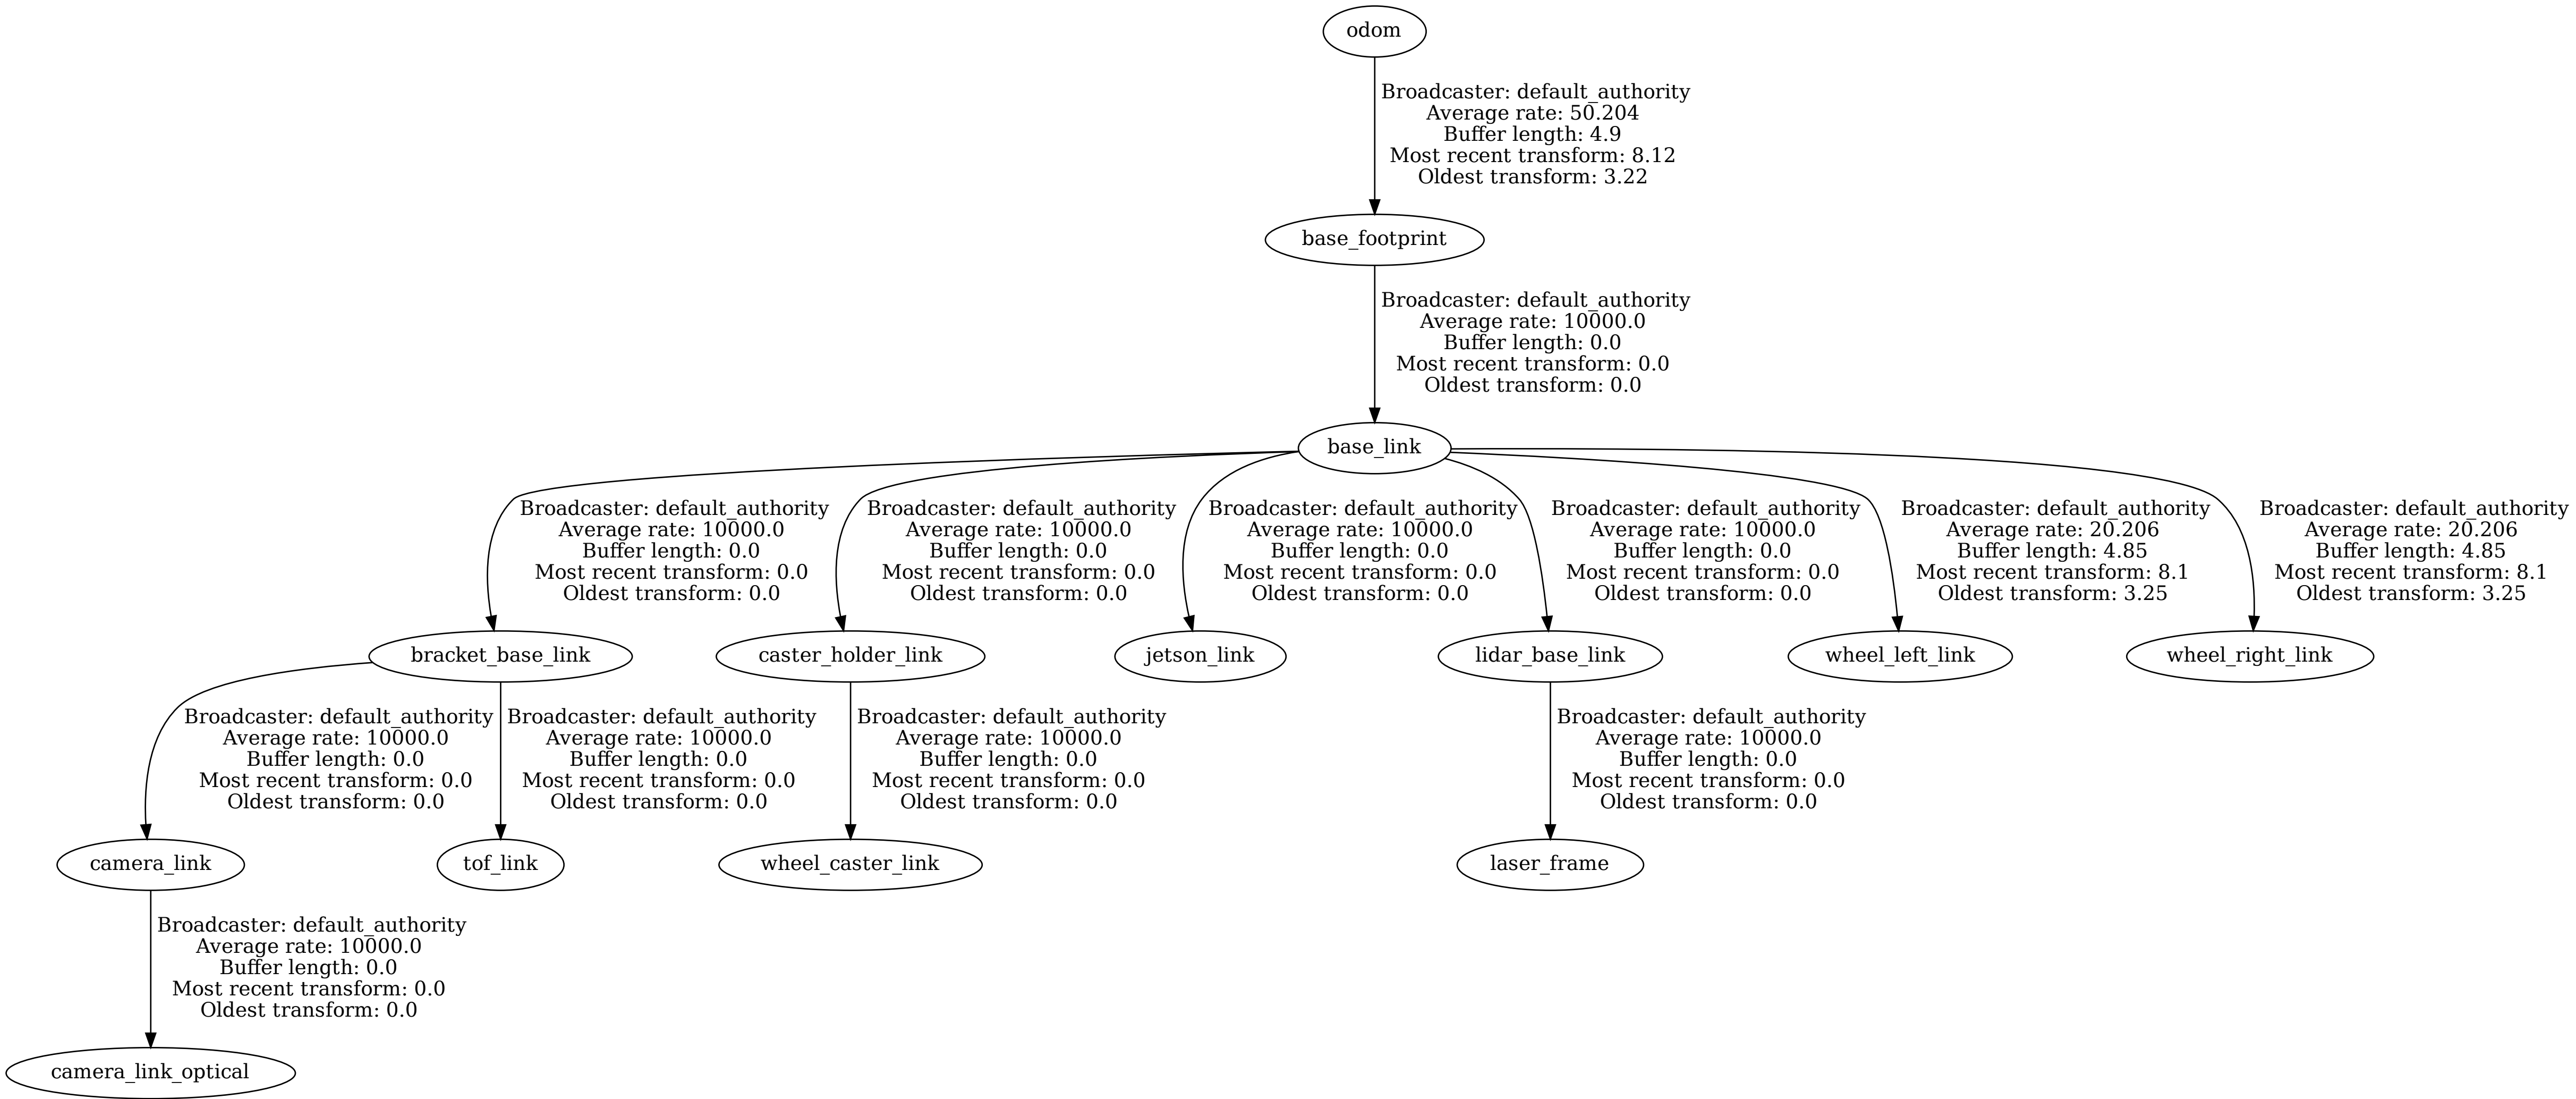 odom
Broadcaster: default_authority
Average rate: 50.204
Buffer length: 4.9
Most recent transform: 8.12
Oldest transform: 3.22
base_footprint
Broadcaster: default_authority
Average rate: 10000.0
Buffer length: 0.0
Most recent transform: 0.0
Oldest transform: 0.0
base_link
Broadcaster: default_authority
Average rate: 10000.0
Buffer length: 0.0
Most recent transform: 0.0
Oldest transform: 0.0
Broadcaster: default_authority
Average rate: 10000.0
Buffer length: 0.0
Most recent transform: 0.0
Oldest transform: 0.0
Broadcaster: default_authority
Average rate: 10000.0
Buffer length: 0.0
Most recent transform: 0.0
Oldest transform: 0.0
Broadcaster: default_authority
Average rate: 10000.0
Buffer length: 0.0
Most recent transform: 0.0
Oldest transform: 0.0
Broadcaster: default_authority
Average rate: 20.206
Buffer length: 4.85
Most recent transform: 8.1
Oldest transform: 3.25
Broadcaster: default_authority
Average rate: 20.206
Buffer length: 4.85
Most recent transform: 8.1
Oldest transform: 3.25
bracket_base_link
caster_holder_link
jetson_link
lidar_base_link
wheel_left_link
wheel_right_link
Broadcaster: default_authority
Average rate: 10000.0
Buffer length: 0.0
Most recent transform: 0.0
Oldest transform: 0.0
Broadcaster: default_authority
Average rate: 10000.0
Buffer length: 0.0
Most recent transform: 0.0
Oldest transform: 0.0
Broadcaster: default_authority
Average rate: 10000.0
Buffer length: 0.0
Most recent transform: 0.0
Oldest transform: 0.0
Broadcaster: default_authority
Average rate: 10000.0
Buffer length: 0.0
Most recent transform: 0.0
Oldest transform: 0.0
camera_link
tof_link
wheel_caster_link
laser_frame
Broadcaster: default_authority
Average rate: 10000.0
Buffer length: 0.0
Most recent transform: 0.0
Oldest transform: 0.0
camera_link_optical